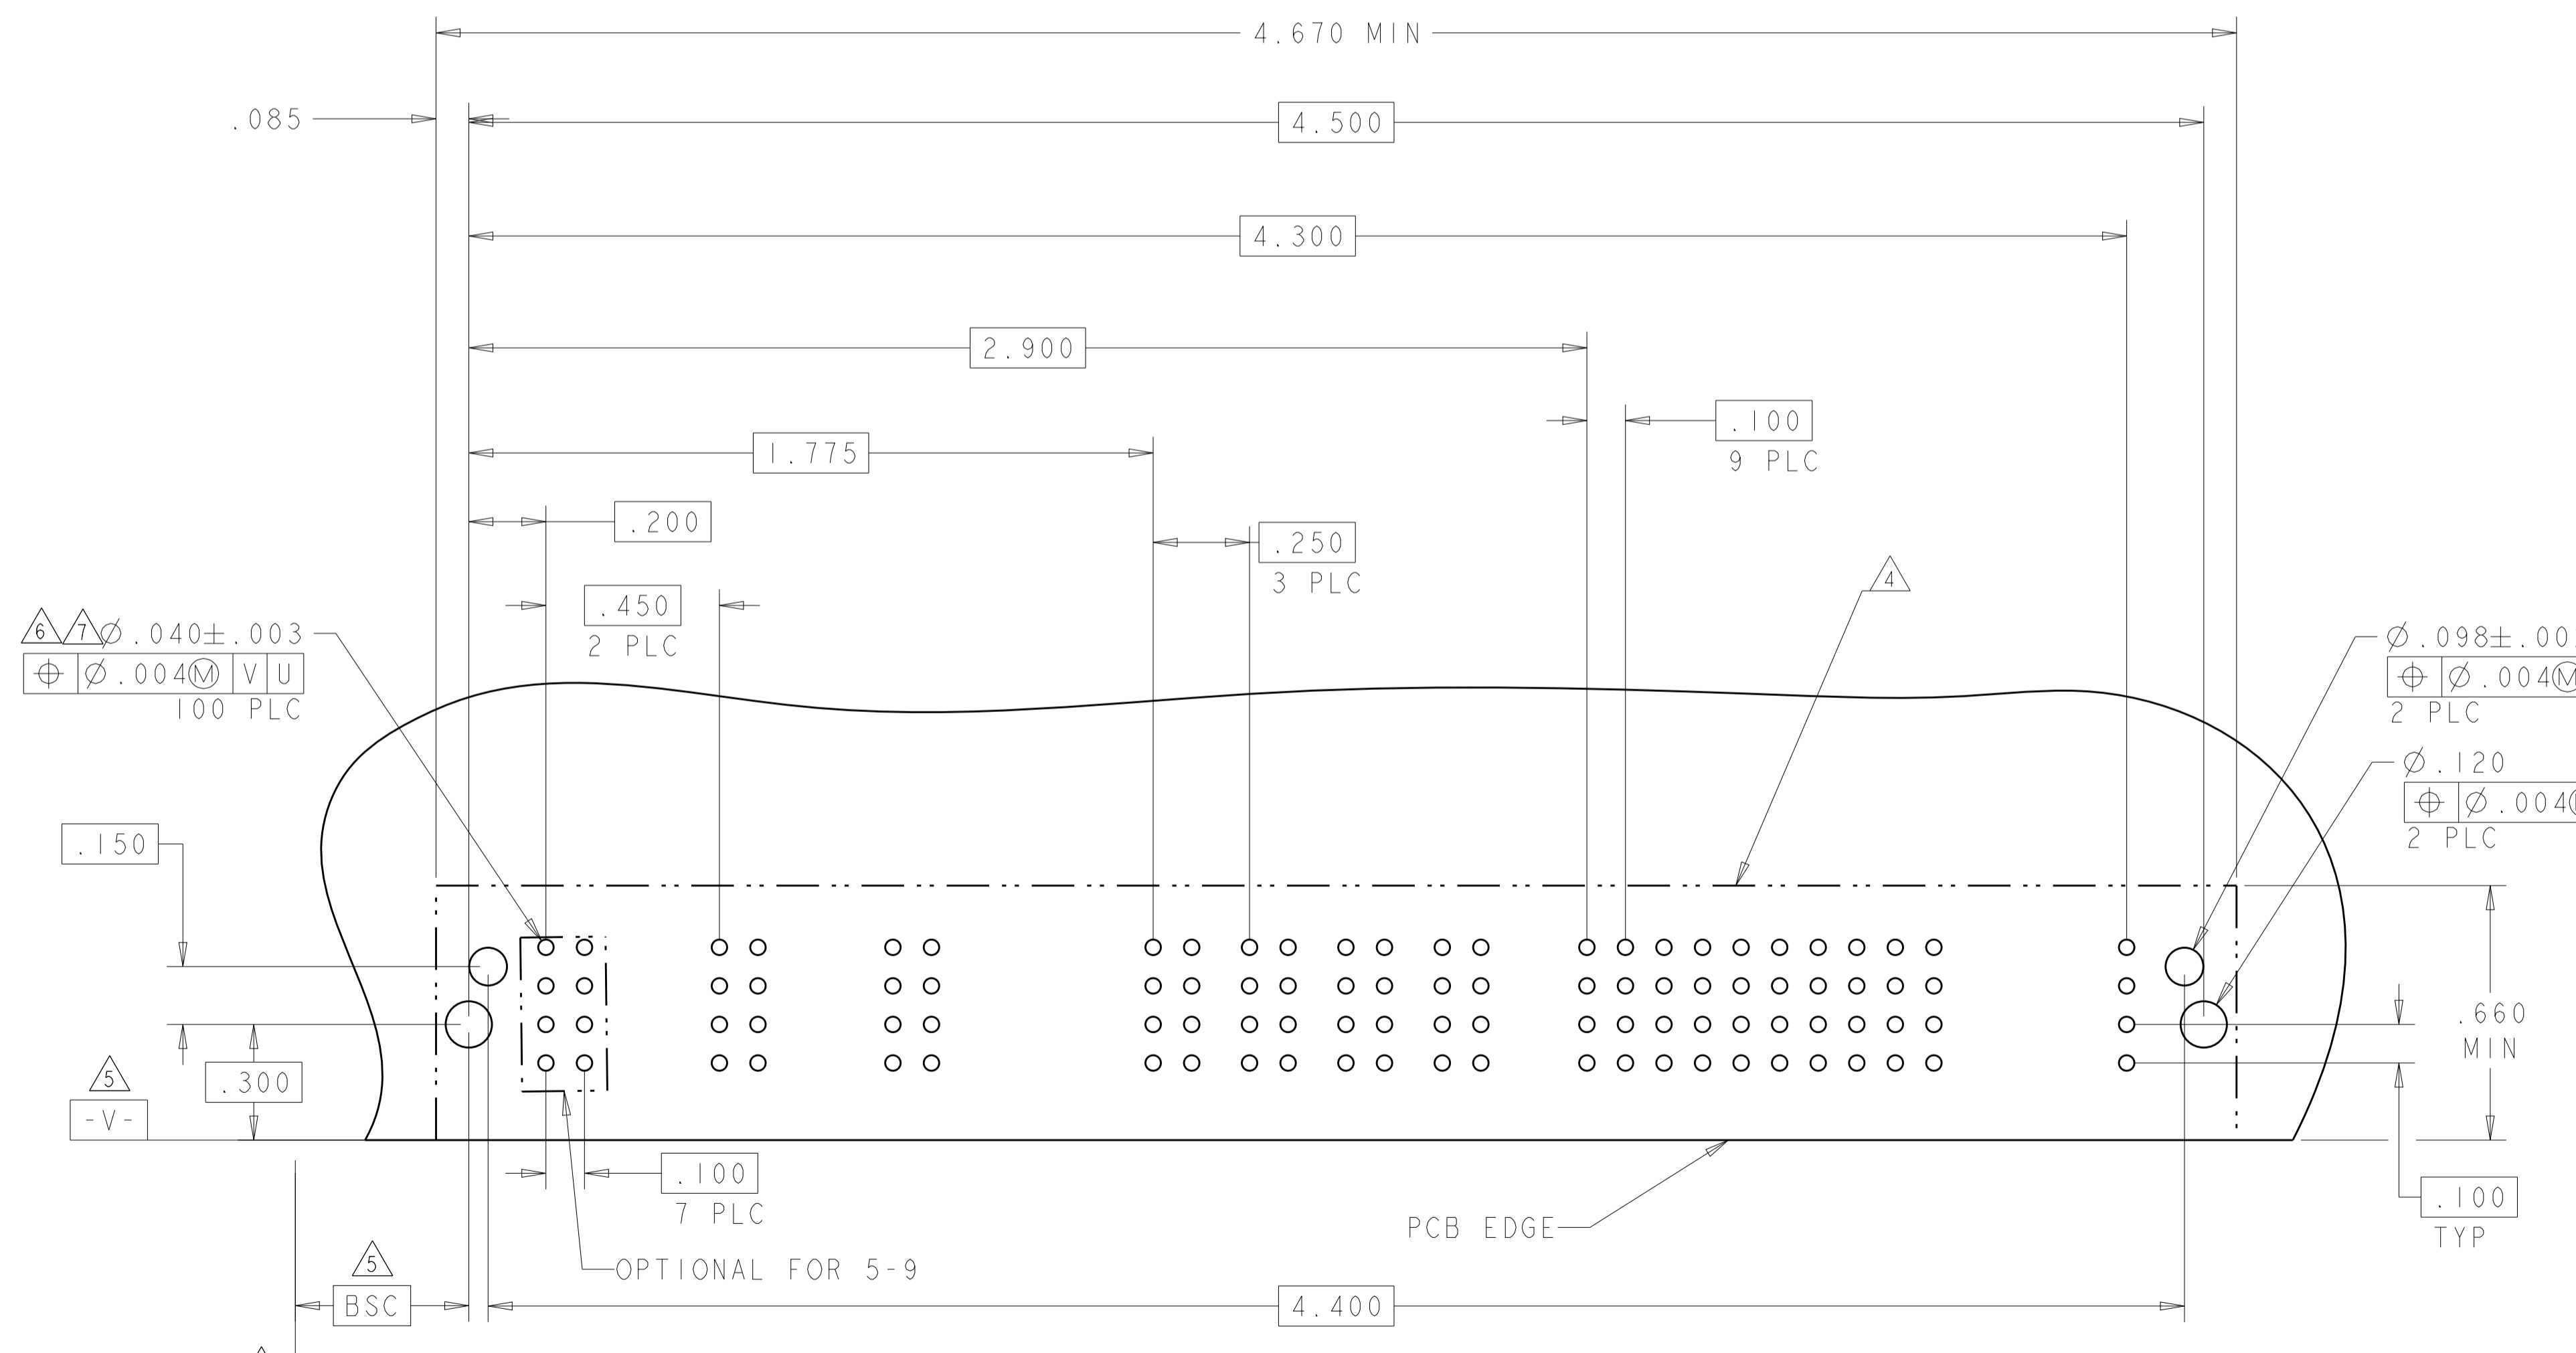 4.670 MIN
.085
4.500
4.300
2.900
.100
9 PLC
1.775
.200
.250
3 PLC
4
.450
2 PLC
6 7 Ø.040±.003
⌖ Ø.004Ⓜ V U
100 PLC
Ø.098±.00
⌖ Ø.004Ⓜ
2 PLC
Ø.120
⌖ Ø.004
2 PLC
.150
.660
MIN
.300
5
-V-
.100
7 PLC
.100
TYP
PCB EDGE
OPTIONAL FOR 5-9
5
BSC
4.400